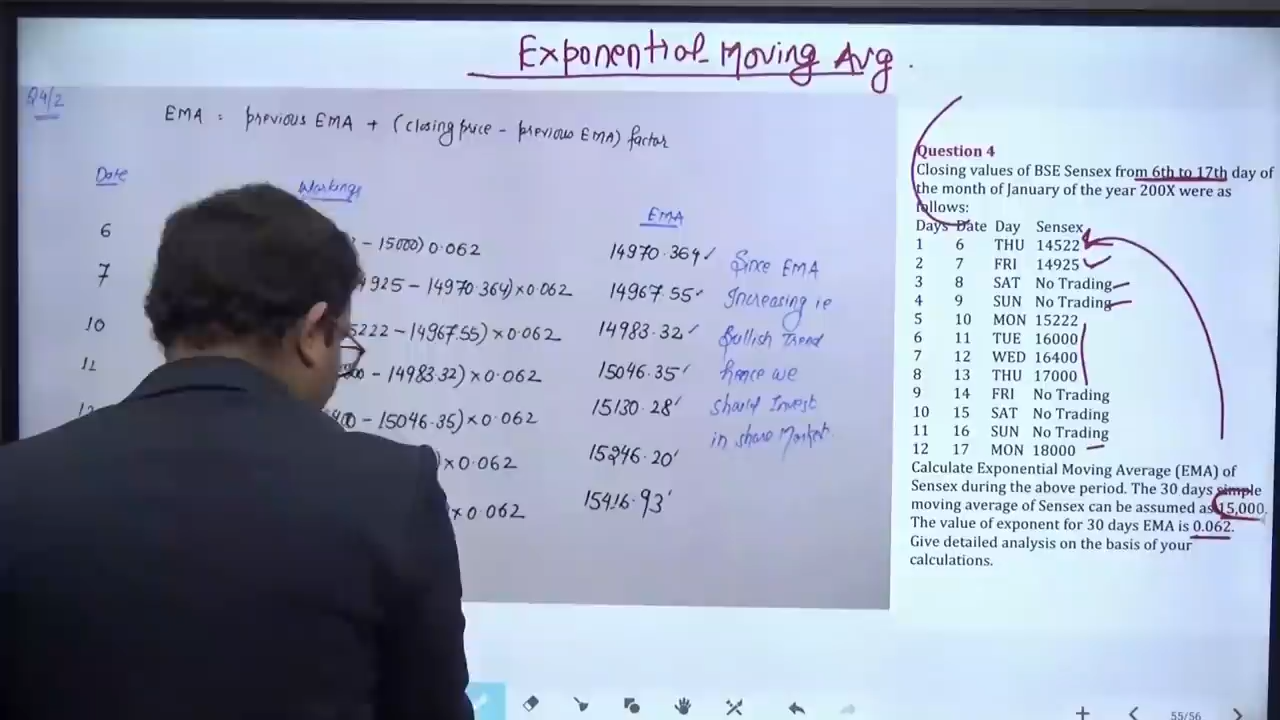 Exponential Moving Avg.
Q4/2
EMA = previous EMA + (closing price - previous EMA) factor
Date Workings EMA
6 - 15000) 0.062 14970.364
7 925 - 14970.364) × 0.062 14967.55
10 5222 - 14967.55) × 0.062 14983.32
11 - 14983.32) × 0.062 15046.35
- 15046.35) × 0.062 15130.28
) × 0.062 15246.20
× 0.062 15416.93
Since EMA
Increasing ie
Bullish Trend
hence we
should Invest
in share Market.
Question 4
Closing values of BSE Sensex from 6th to 17th day of
the month of January of the year 200X were as
follows:
Days Date Day Sensex
1 6 THU 14522
2 7 FRI 14925
3 8 SAT No Trading
4 9 SUN No Trading
5 10 MON 15222
6 11 TUE 16000
7 12 WED 16400
8 13 THU 17000
9 14 FRI No Trading
10 15 SAT No Trading
11 16 SUN No Trading
12 17 MON 18000
Calculate Exponential Moving Average (EMA) of
Sensex during the above period. The 30 days simple
moving average of Sensex can be assumed as 15,000.
The value of exponent for 30 days EMA is 0.062.
Give detailed analysis on the basis of your
calculations.
55/56